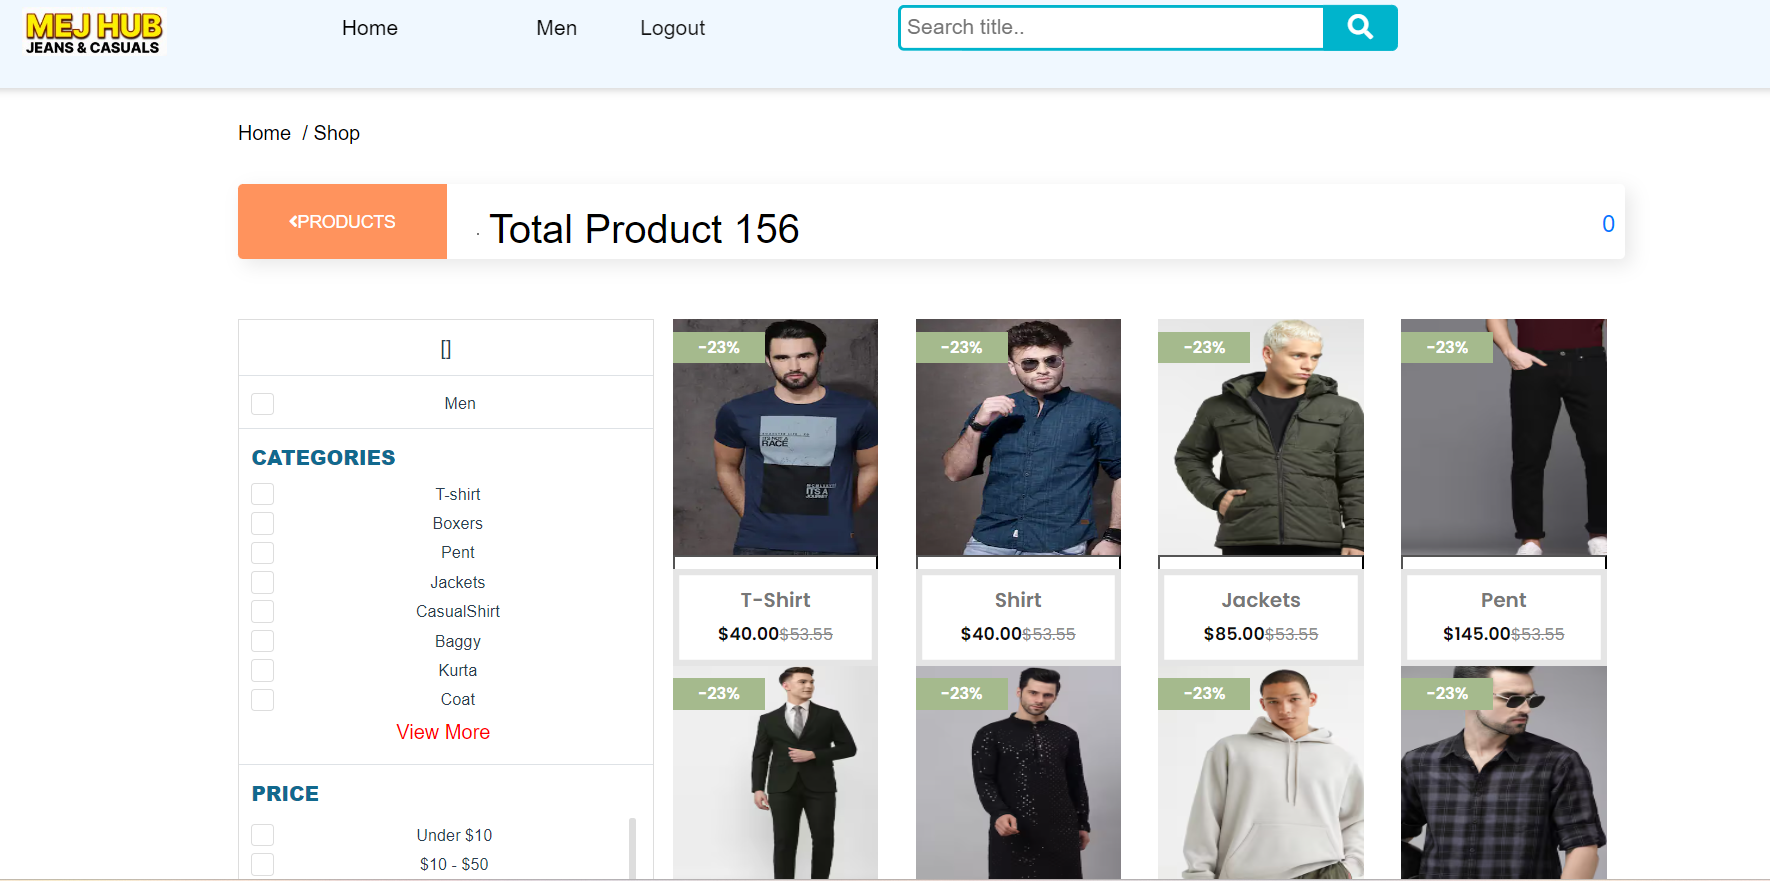 MEJ HUB
JEANS & CASUALS
Home Men Logout
Search title..
Home / Shop
PRODUCTS
. Total Product 156
0
[]
Men
CATEGORIES
T-shirt
Boxers
Pent
Jackets
CasualShirt
Baggy
Kurta
Coat
View More
PRICE
Under $10
$10 - $50
-23% -23% -23% -23%
RACE
ITS A
JOURNEY
T-Shirt Shirt Jackets Pent
$40.00$53.55 $40.00$53.55 $85.00$53.55 $145.00$53.55
-23% -23% -23% -23%